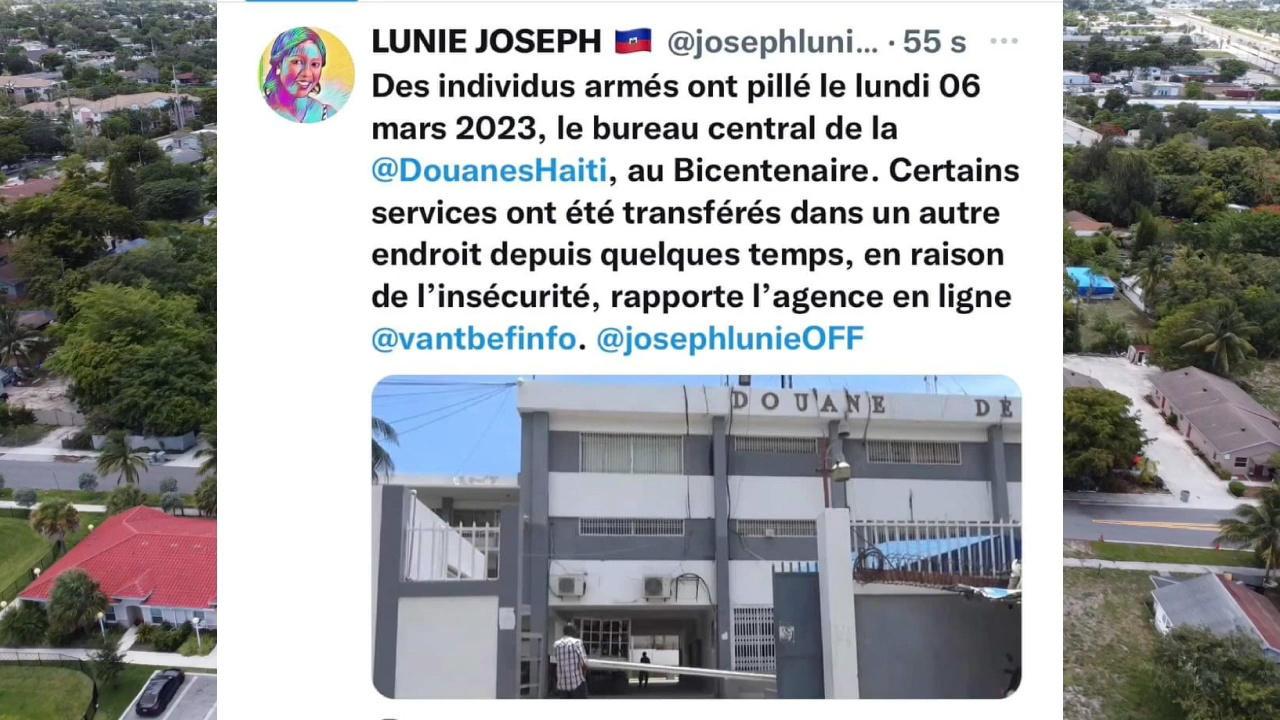 LUNIE JOSEPH 🇭🇹 @josephluni... · 55 s
Des individus armés ont pillé le lundi 06
mars 2023, le bureau central de la
@DouanesHaiti, au Bicentenaire. Certains
services ont été transférés dans un autre
endroit depuis quelques temps, en raison
de l’insécurité, rapporte l’agence en ligne
@vantbefinfo. @josephlunieOFF
DOUANE DE